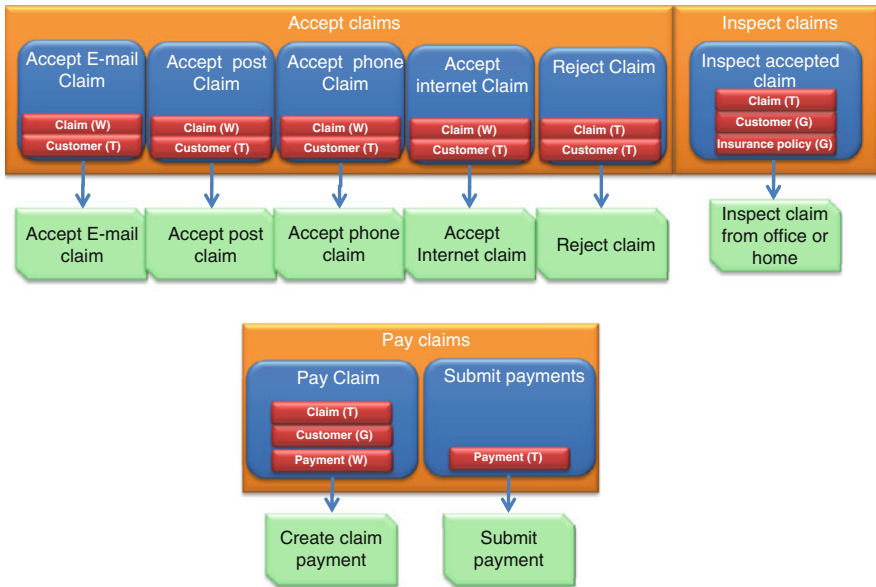 Accept claims
Inspect claims
Accept E-mail
Claim
Claim (W)
Customer (T)
Accept post
Claim
Claim (W)
Customer (T)
Accept phone
Claim
Claim (W)
Customer (T)
Accept
internet Claim
Claim (W)
Customer (T)
Reject Claim
Claim (T)
Customer (T)
Inspect accepted
claim
Claim (T)
Customer (G)
Insurance policy (G)
Accept E-mail
claim
Accept post
claim
Accept phone
claim
Accept
Internet claim
Reject claim
Inspect claim
from office or
home
Pay claims
Pay Claim
Claim (T)
Customer (G)
Payment (W)
Submit payments
Payment (T)
Create claim
payment
Submit
payment